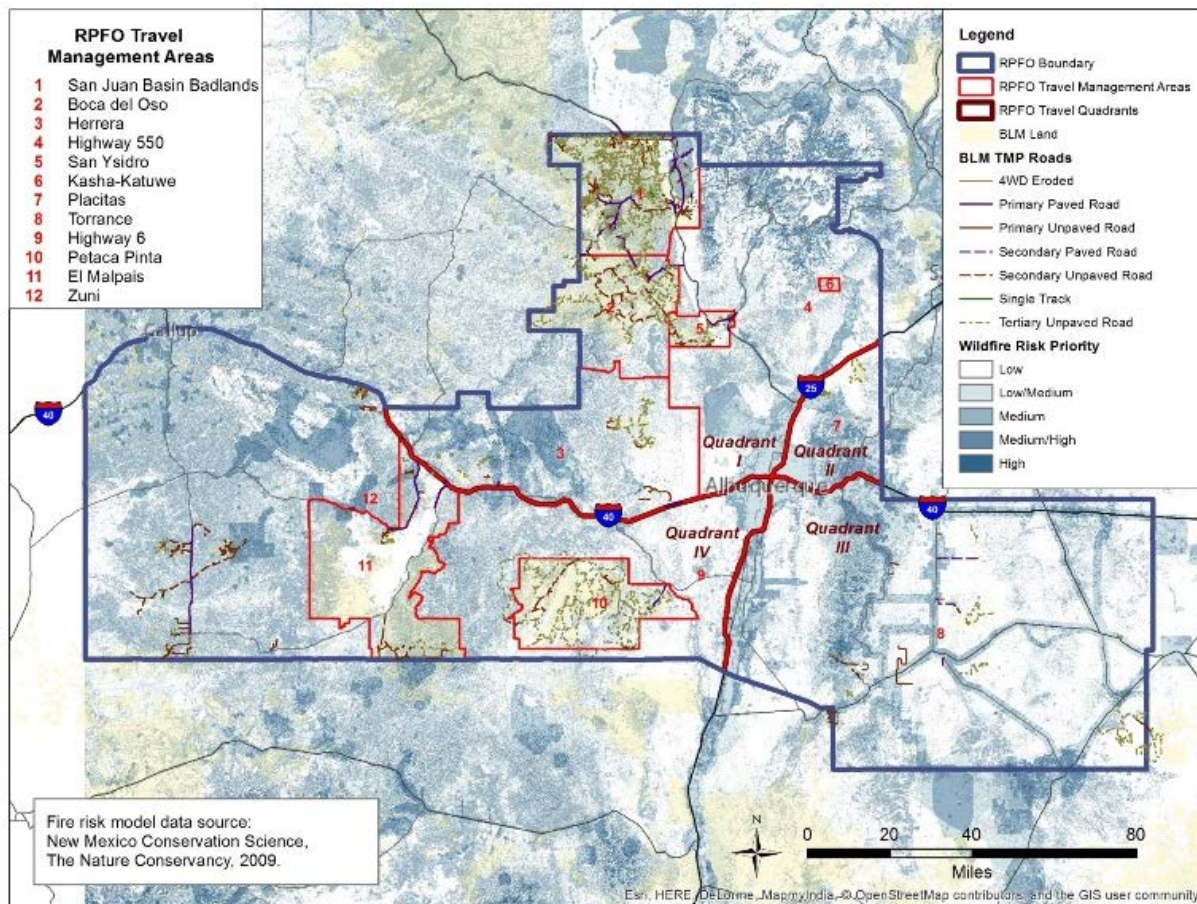 RPFO Travel
Management Areas
1 San Juan Basin Badlands
2 Boca del Oso
3 Herrera
4 Highway 550
5 San Ysidro
6 Kasha-Katuwe
7 Placitas
8 Torrance
9 Highway 6
10 Petaca Pinta
11 El Malpais
12 Zuni
Legend
RPFO Boundary
RPFO Travel Management Areas
RPFO Travel Quadrants
BLM Land
BLM TMP Roads
4WD Eroded
Primary Paved Road
Primary Unpaved Road
Secondary Paved Road
Secondary Unpaved Road
Single Track
Tertiary Unpaved Road
Wildfire Risk Priority
Low
Low/Medium
Medium
Medium/High
High
1
6
4
2
5
Gallup
25
40
7
3
Quadrant
I
Quadrant
II
Albuquerque
12
40
40
Quadrant
IV
Quadrant
III
11
9
10
8
Fire risk model data source:
New Mexico Conservation Science,
The Nature Conservancy, 2009.
N
0 20 40 80
Miles
Esri, HERE, DeLorme, MapmyIndia, © OpenStreetMap contributors, and the GIS user community